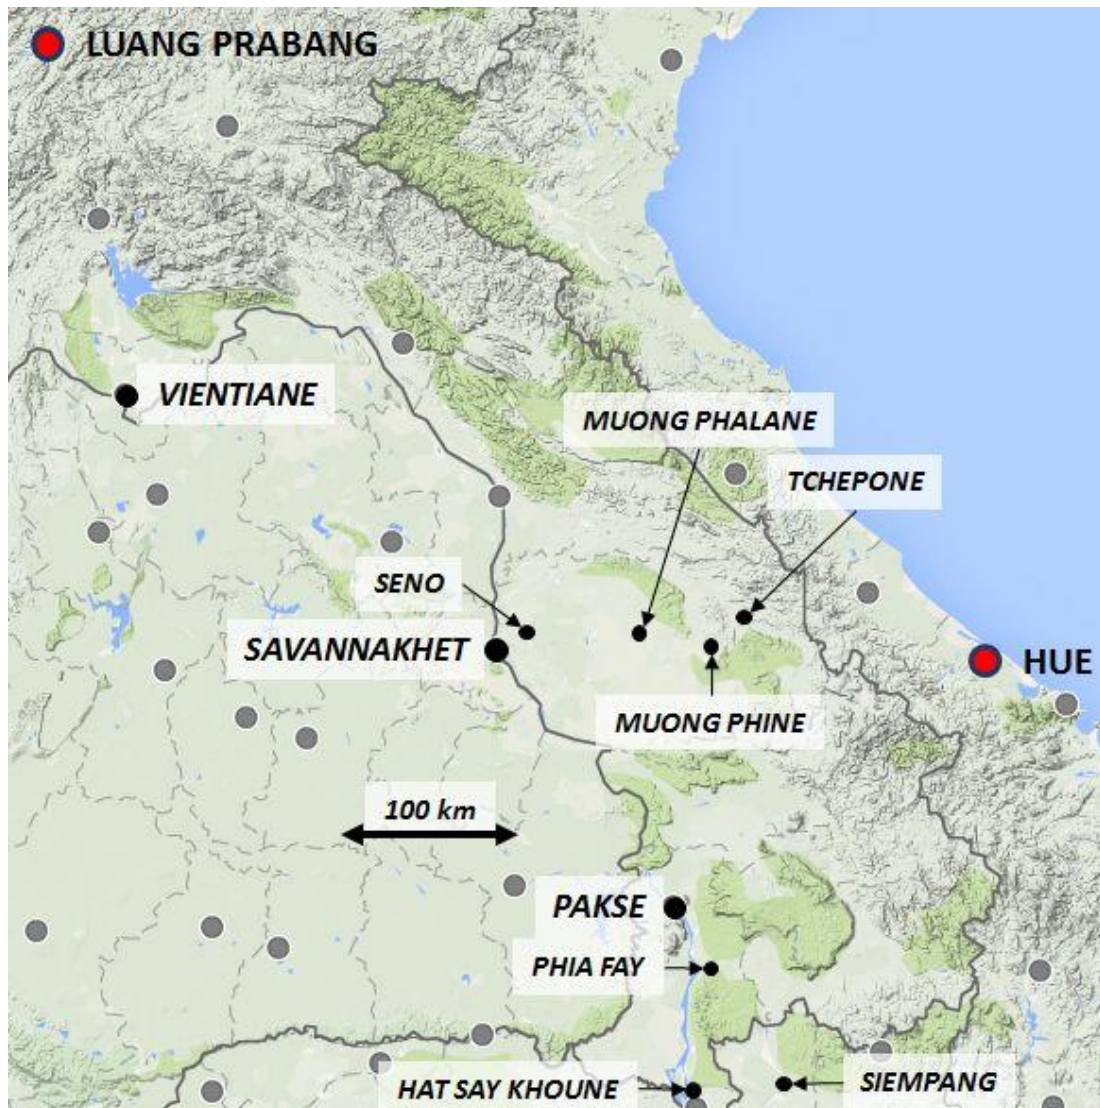 LUANG PRABANG
VIENTIANE
MUONG PHALANE
TCHEPONE
SENO
SAVANNAKHET
HUE
MUONG PHINE
100 km
PAKSE
PHIA FAY
HAT SAY KHOUNE
SIEMPANG